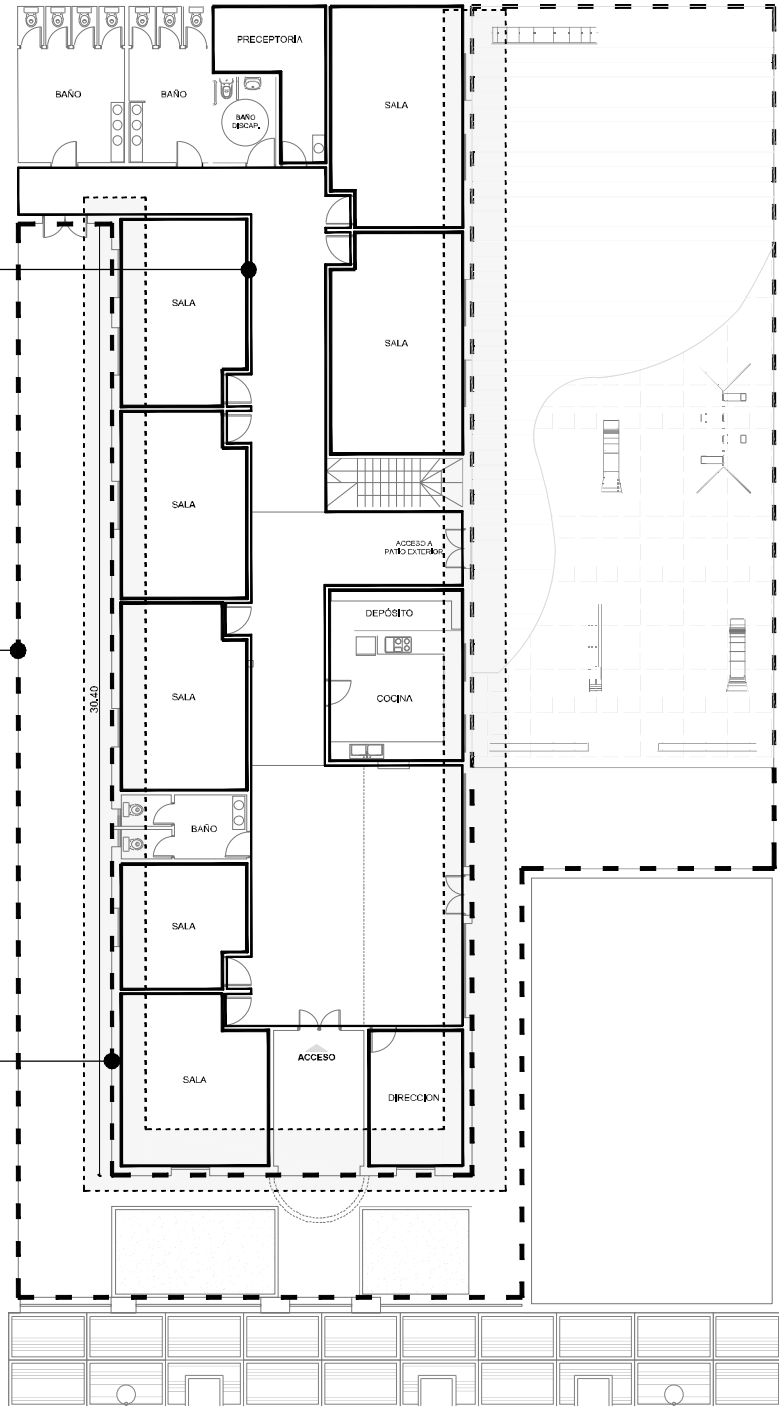 PRECEPTORÍA
BAÑO
BAÑO
SALA
BAÑO
DISCAP.
SALA
SALA
SALA
ACCESO A
PATIO EXTERIOR
DEPÓSITO
SALA
COCINA
30.40
BAÑO
SALA
ACCESO
SALA
DIRECCION